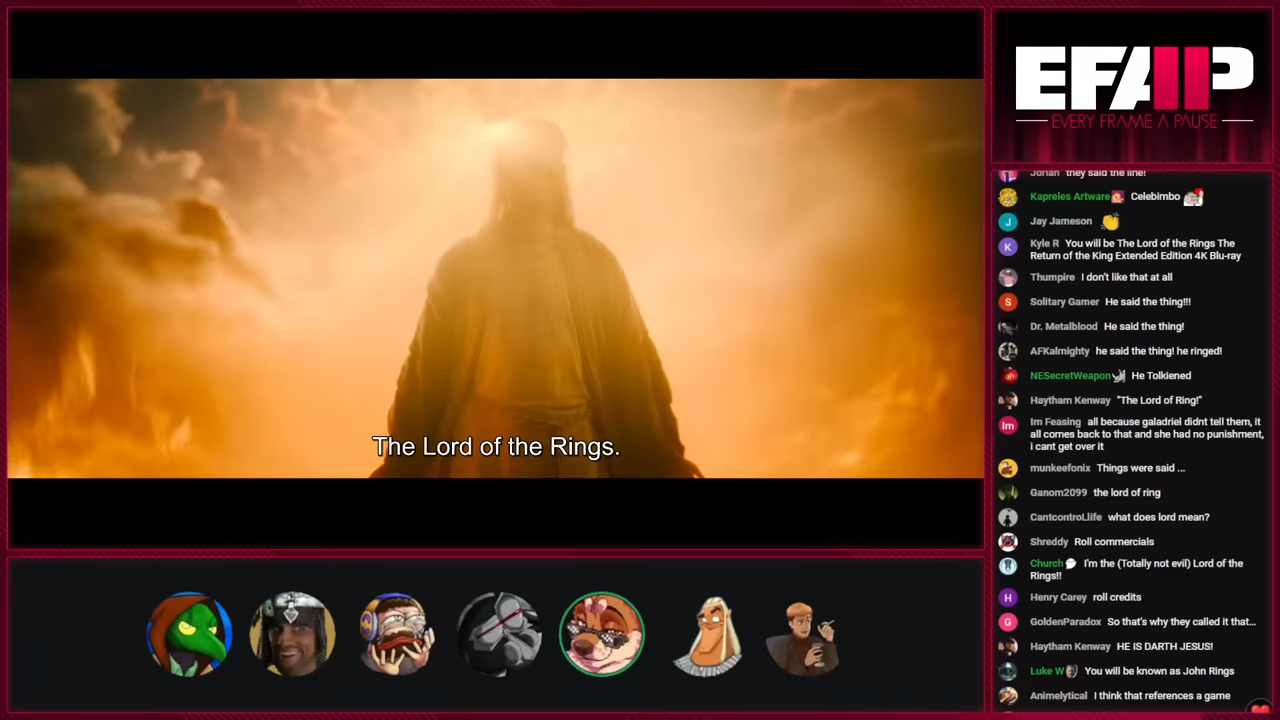 The Lord of the Rings.
EFAP
EVERY FRAME A PAUSE
Jorian they said the line!
Kapreles Artware Celebimbo
J Jay Jameson
K Kyle R You will be The Lord of the Rings The
Return of the King Extended Edition 4K Blu-ray
Thumpire I don't like that at all
S Solitary Gamer He said the thing!!!
Dr. Metalblood He said the thing!
AFKalmighty he said the thing! he ringed!
NESecretWeapon He Tolkiened
Haytham Kenway "The Lord of Ring!"
Im Im Feasing all because galadriel didnt tell them, it
all comes back to that and she had no punishment,
i cant get over it
munkeefonix Things were said ...
Ganom2099 the lord of ring
CantcontroLlife what does lord mean?
Shreddy Roll commercials
Church I'm the (Totally not evil) Lord of the
Rings!!
H Henry Carey roll credits
G GoldenParadox So that's why they called it that...
Haytham Kenway HE IS DARTH JESUS!
Luke W You will be known as John Rings
Animelytical I think that references a game